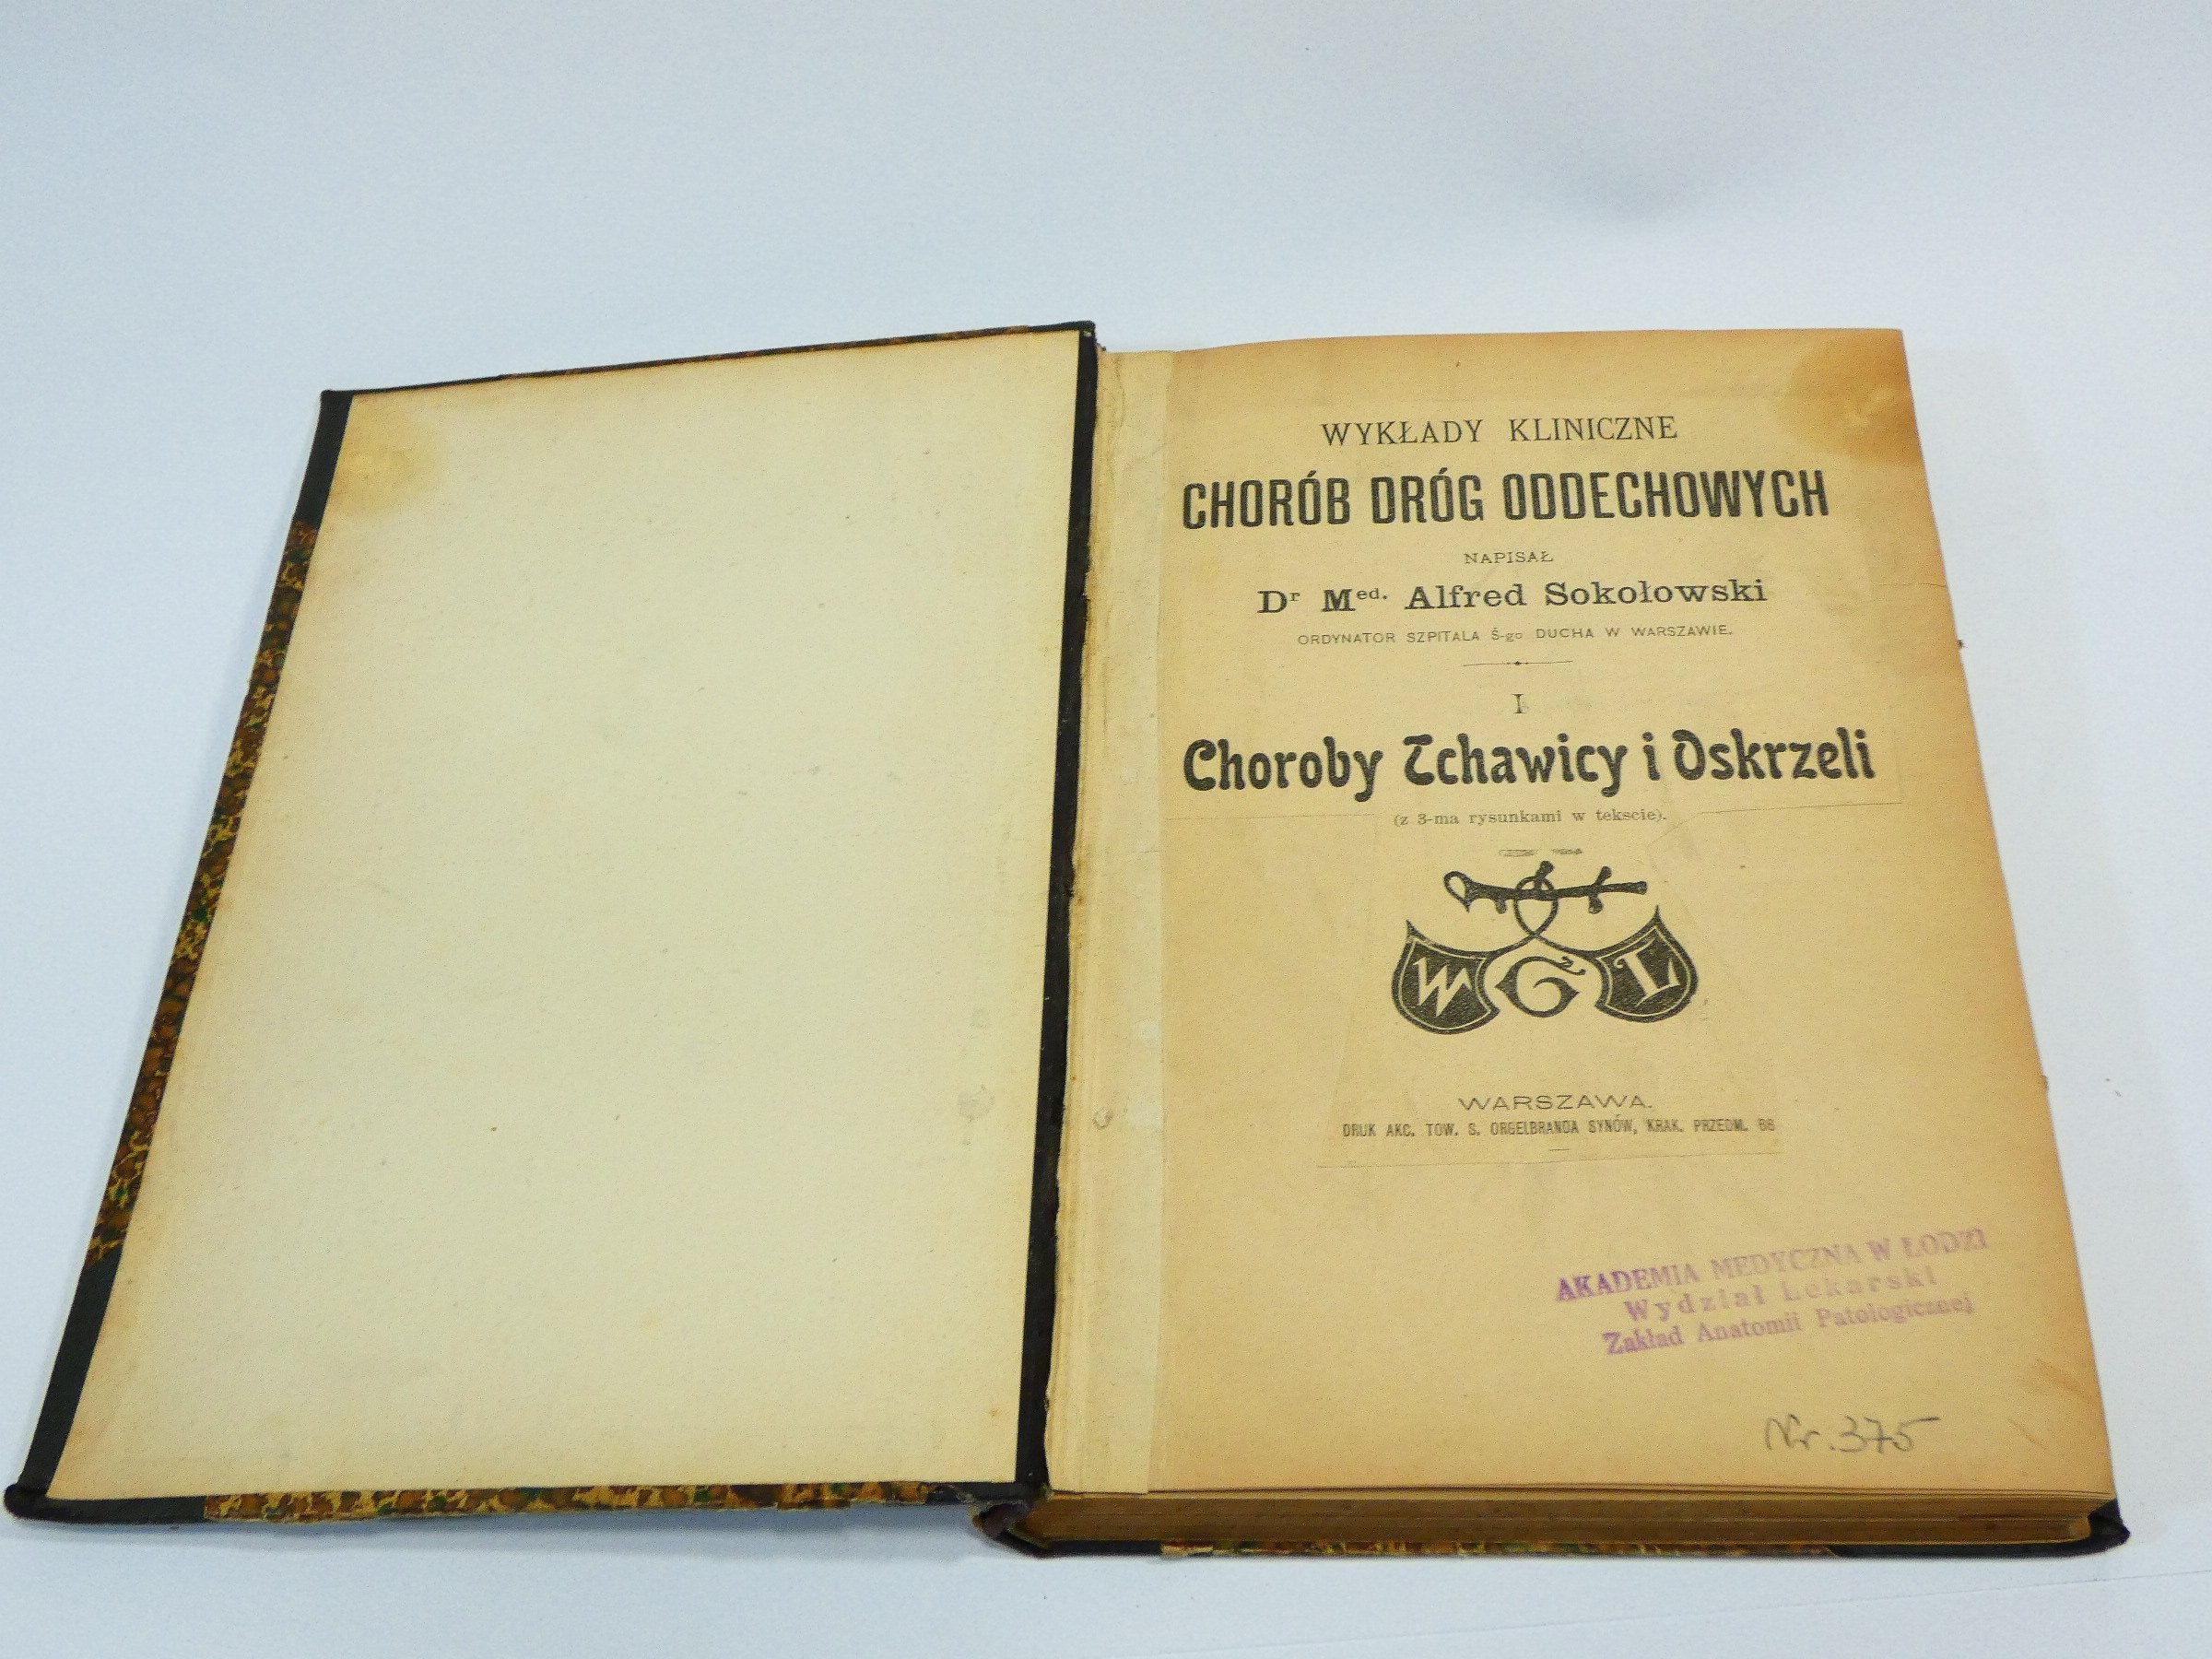 WYKŁADY KLINICZNE
CHORÓB DRÓG ODDECHOWYCH
NAPISAŁ
Dr Med. Alfred Sokołowski
ORDYNATOR SZPITALA Ś-go DUCHA W WARSZAWIE.
I
Choroby Tchawicy i Oskrzeli
(z 3-ma rysunkami w tekscie).
W G L
WARSZAWA.
DRUK AKC. TOW. S. ORGELBRANDA SYNÓW, KRAK. PRZEDM. 66
AKADEMIA MEDYCZNA W ŁODZI
Wydział Lekarski
Zakład Anatomii Patologicznej
Nr. 375